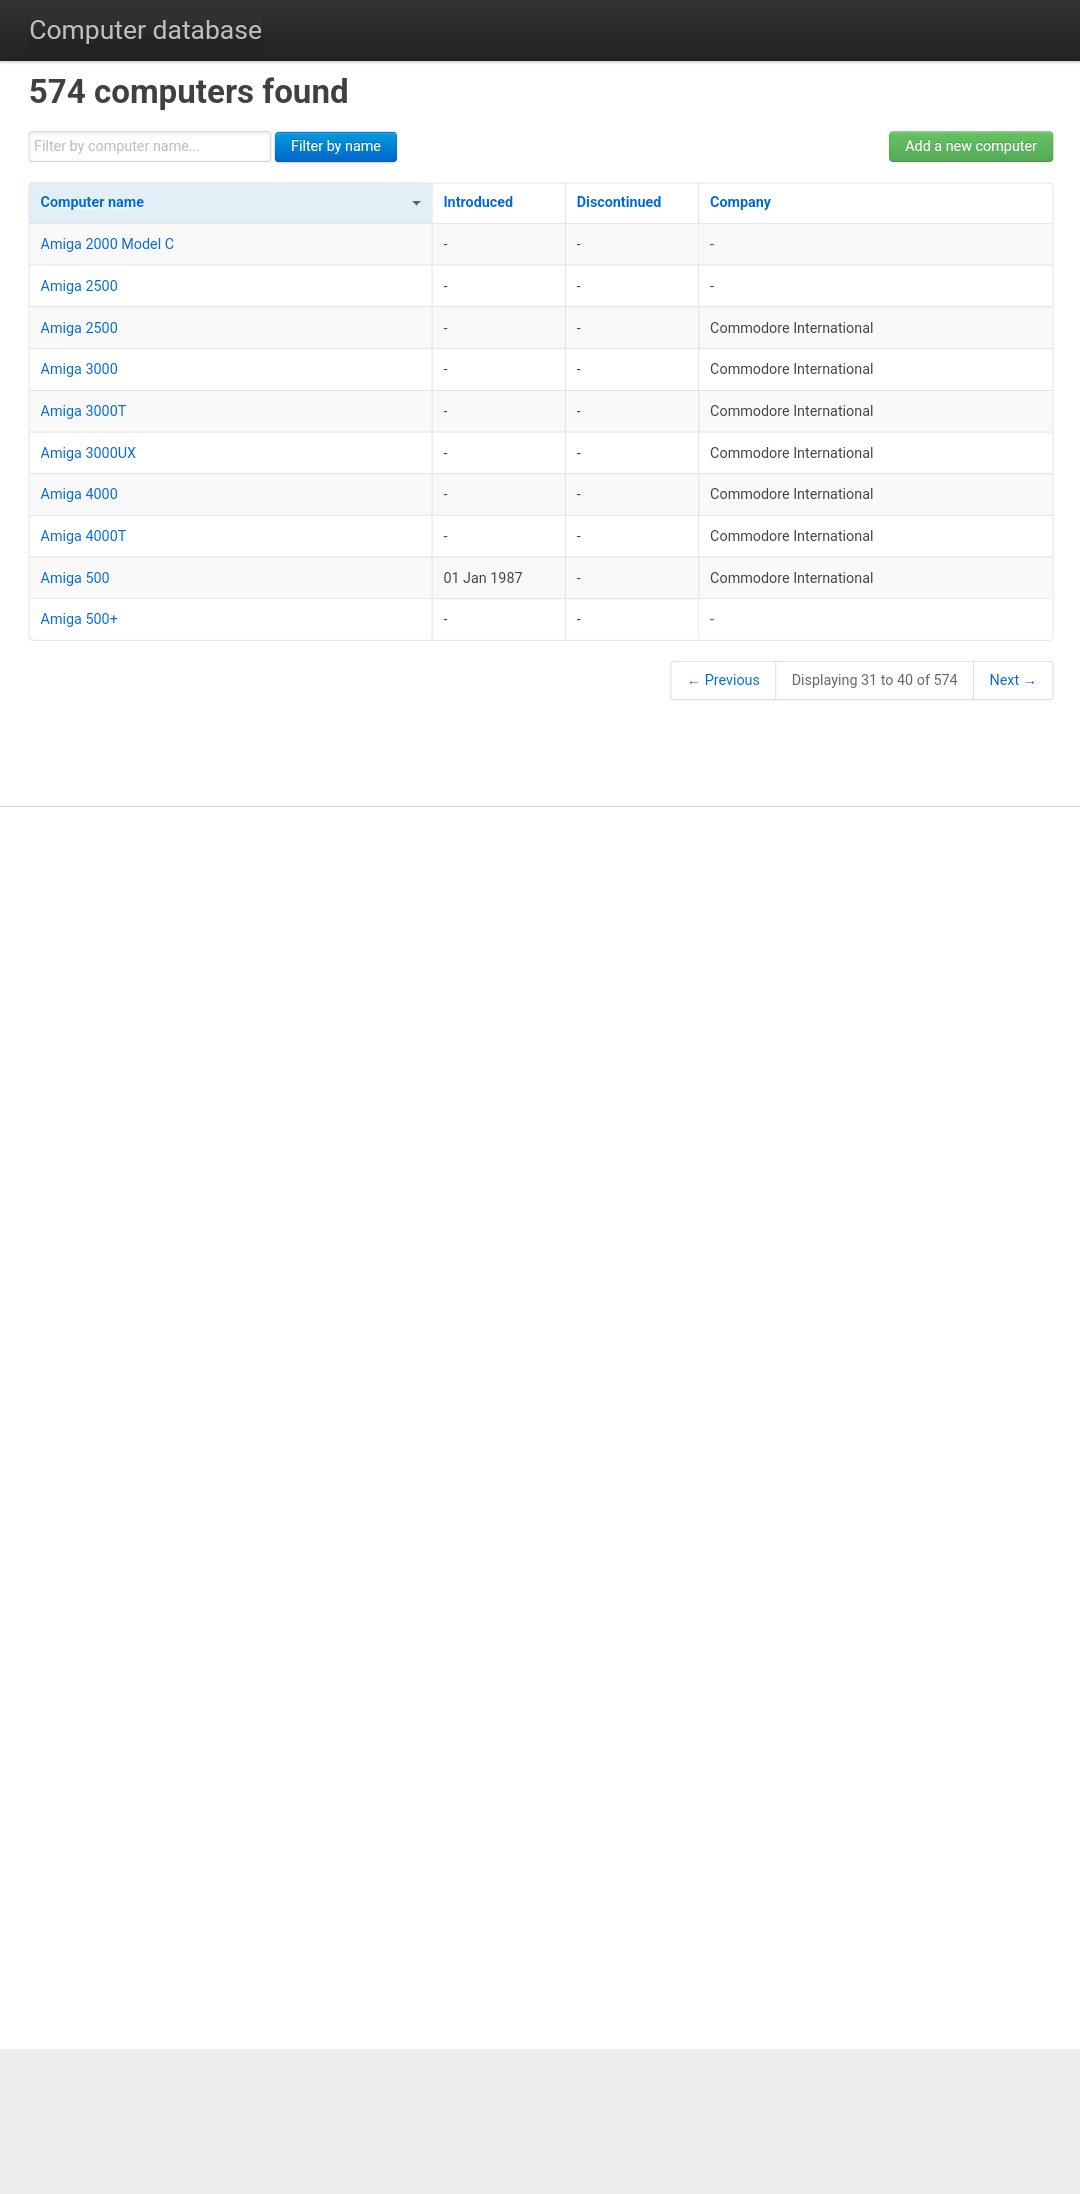 Computer database
574 computers found
Filter by computer name... Filter by name Add a new computer
Computer name Introduced Discontinued Company
Amiga 2000 Model C - - -
Amiga 2500 - - -
Amiga 2500 - - Commodore International
Amiga 3000 - - Commodore International
Amiga 3000T - - Commodore International
Amiga 3000UX - - Commodore International
Amiga 4000 - - Commodore International
Amiga 4000T - - Commodore International
Amiga 500 01 Jan 1987 - Commodore International
Amiga 500+ - - -
← Previous Displaying 31 to 40 of 574 Next →